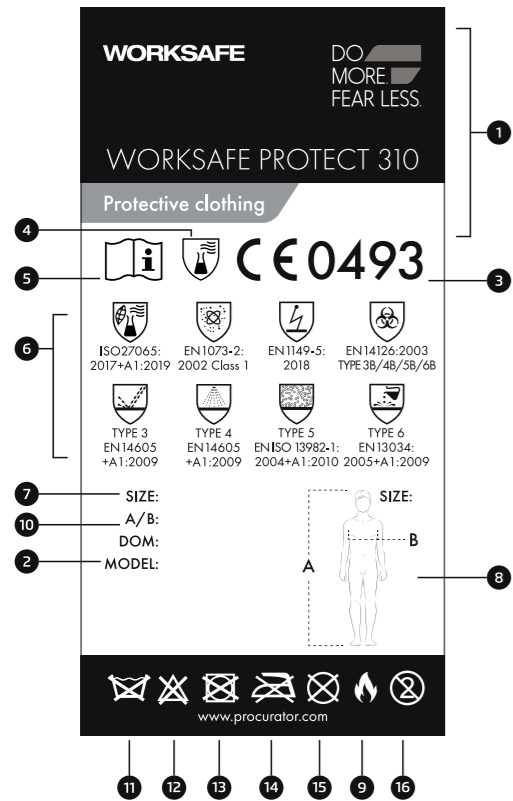 WORKSAFE
DO
MORE.
FEAR LESS.
1
WORKSAFE PROTECT 310
Protective clothing
4
5
i
CE0493
3
6
ISO27065:
2017+A1:2019
EN1073-2:
2002 Class 1
EN1149-5:
2018
EN14126:2003
TYPE 3B/4B/5B/6B
TYPE 3
EN14605
+A1:2009
TYPE 4
EN14605
+A1:2009
TYPE 5
EN ISO 13982-1:
2004+A1:2010
TYPE 6
EN13034:
2005+A1:2009
7
SIZE:
10
A/B:
DOM:
2
MODEL:
SIZE:
A
B
8
2
www.procurator.com
11
12
13
14
15
9
16